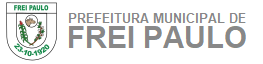 FREI PAULO
23-10-1920
PREFEITURA MUNICIPAL DE
FREI PAULO